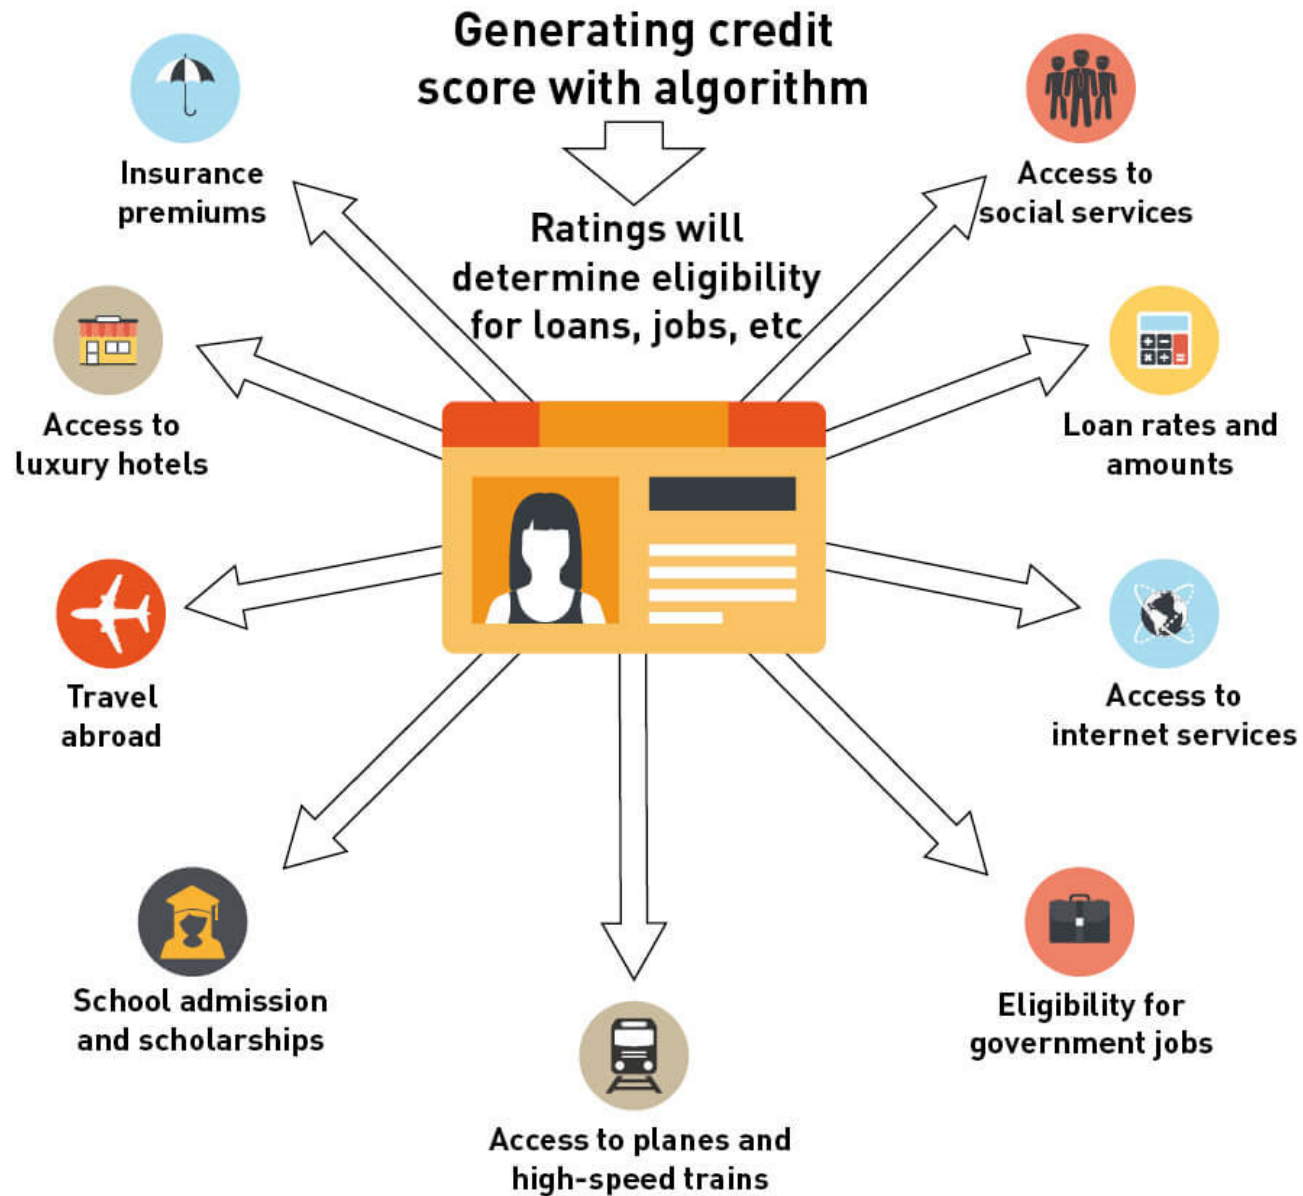 Generating credit
score with algorithm
Ratings will
determine eligibility
for loans, jobs, etc
Insurance
premiums
Access to
luxury hotels
Travel
abroad
School admission
and scholarships
Access to planes and
high-speed trains
Eligibility for
government jobs
Access to
internet services
Loan rates and
amounts
Access to
social services